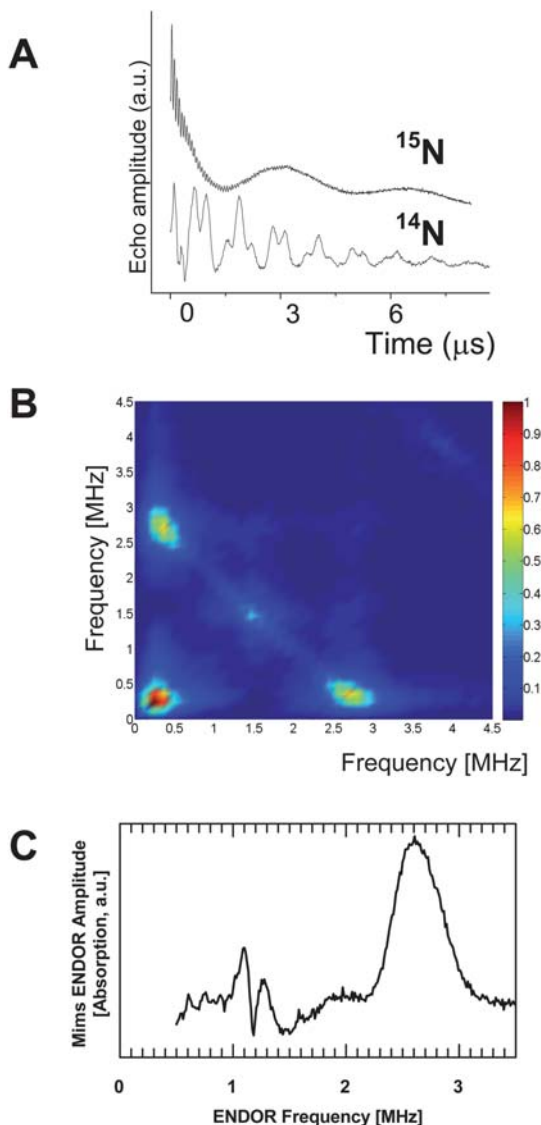 A
Echo amplitude (a.u.)
15N
14N
0 3 6
Time (μs)
B
Frequency [MHz]
4.5
4
3.5
3
2.5
2
1.5
1
0.5
0
0 0.5 1 1.5 2 2.5 3 3.5 4 4.5
Frequency [MHz]
1
0.9
0.8
0.7
0.6
0.5
0.4
0.3
0.2
0.1
C
Mims ENDOR Amplitude
[Absorption, a.u.]
0 1 2 3
ENDOR Frequency [MHz]